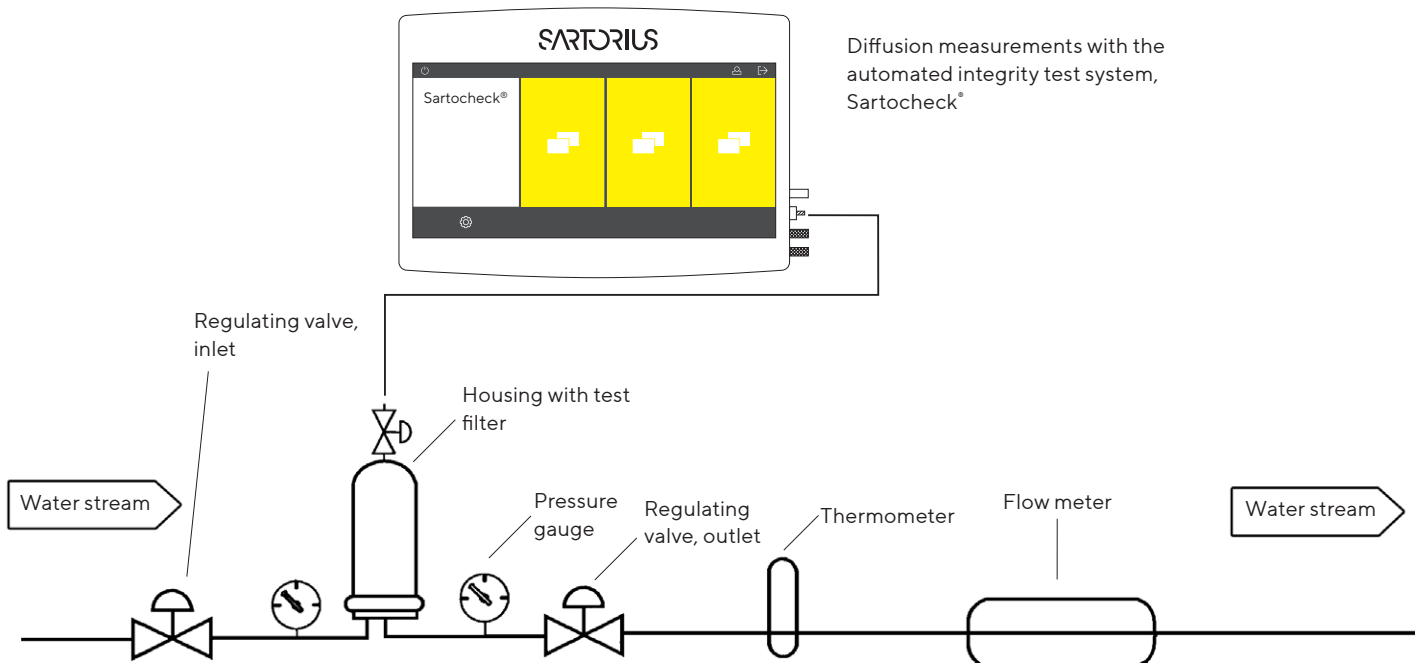 SARTORIUS
Diffusion measurements with the
automated integrity test system,
Sartocheck®
Sartocheck®
Regulating valve,
inlet
Housing with test
filter
Water stream
Pressure
gauge
Regulating
valve, outlet
Thermometer
Flow meter
Water stream